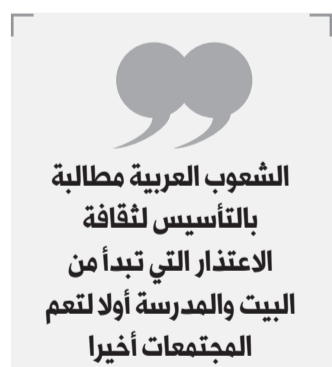 الشعوب العربية مطالبة
بالتأسيس لثقافة
الاعتذار التي تبدأ من
البيت والمدرسة أولا لتعم
المجتمعات أخيرا